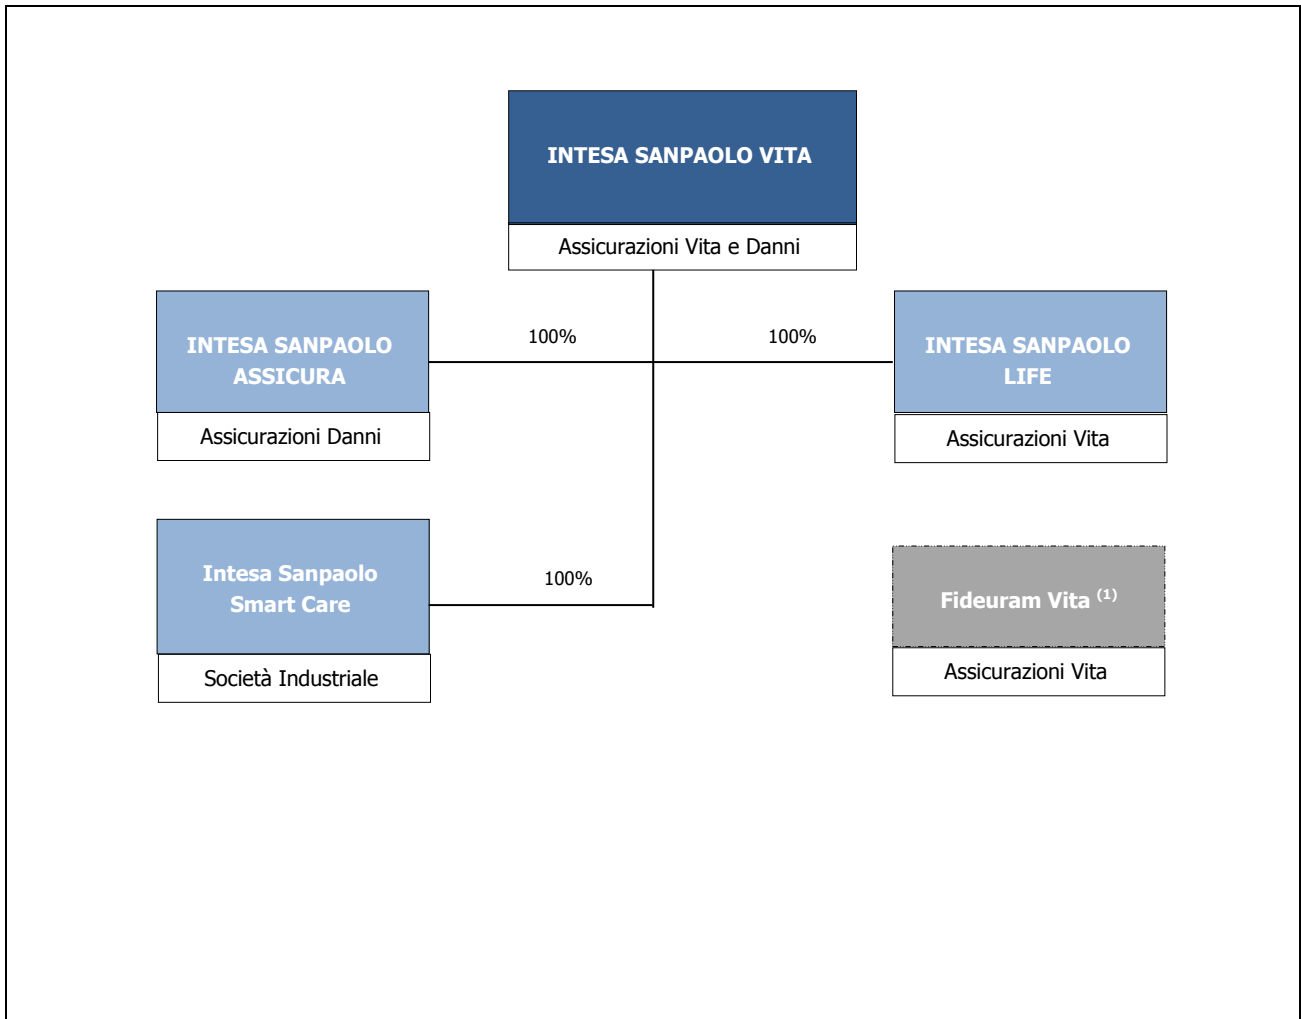 INTESA SANPAOLO VITA
Assicurazioni Vita e Danni
100%
100%
INTESA SANPAOLO
ASSICURA
Assicurazioni Danni
INTESA SANPAOLO
LIFE
Assicurazioni Vita
Intesa Sanpaolo
Smart Care
Società Industriale
100%
Fideuram Vita (1)
Assicurazioni Vita